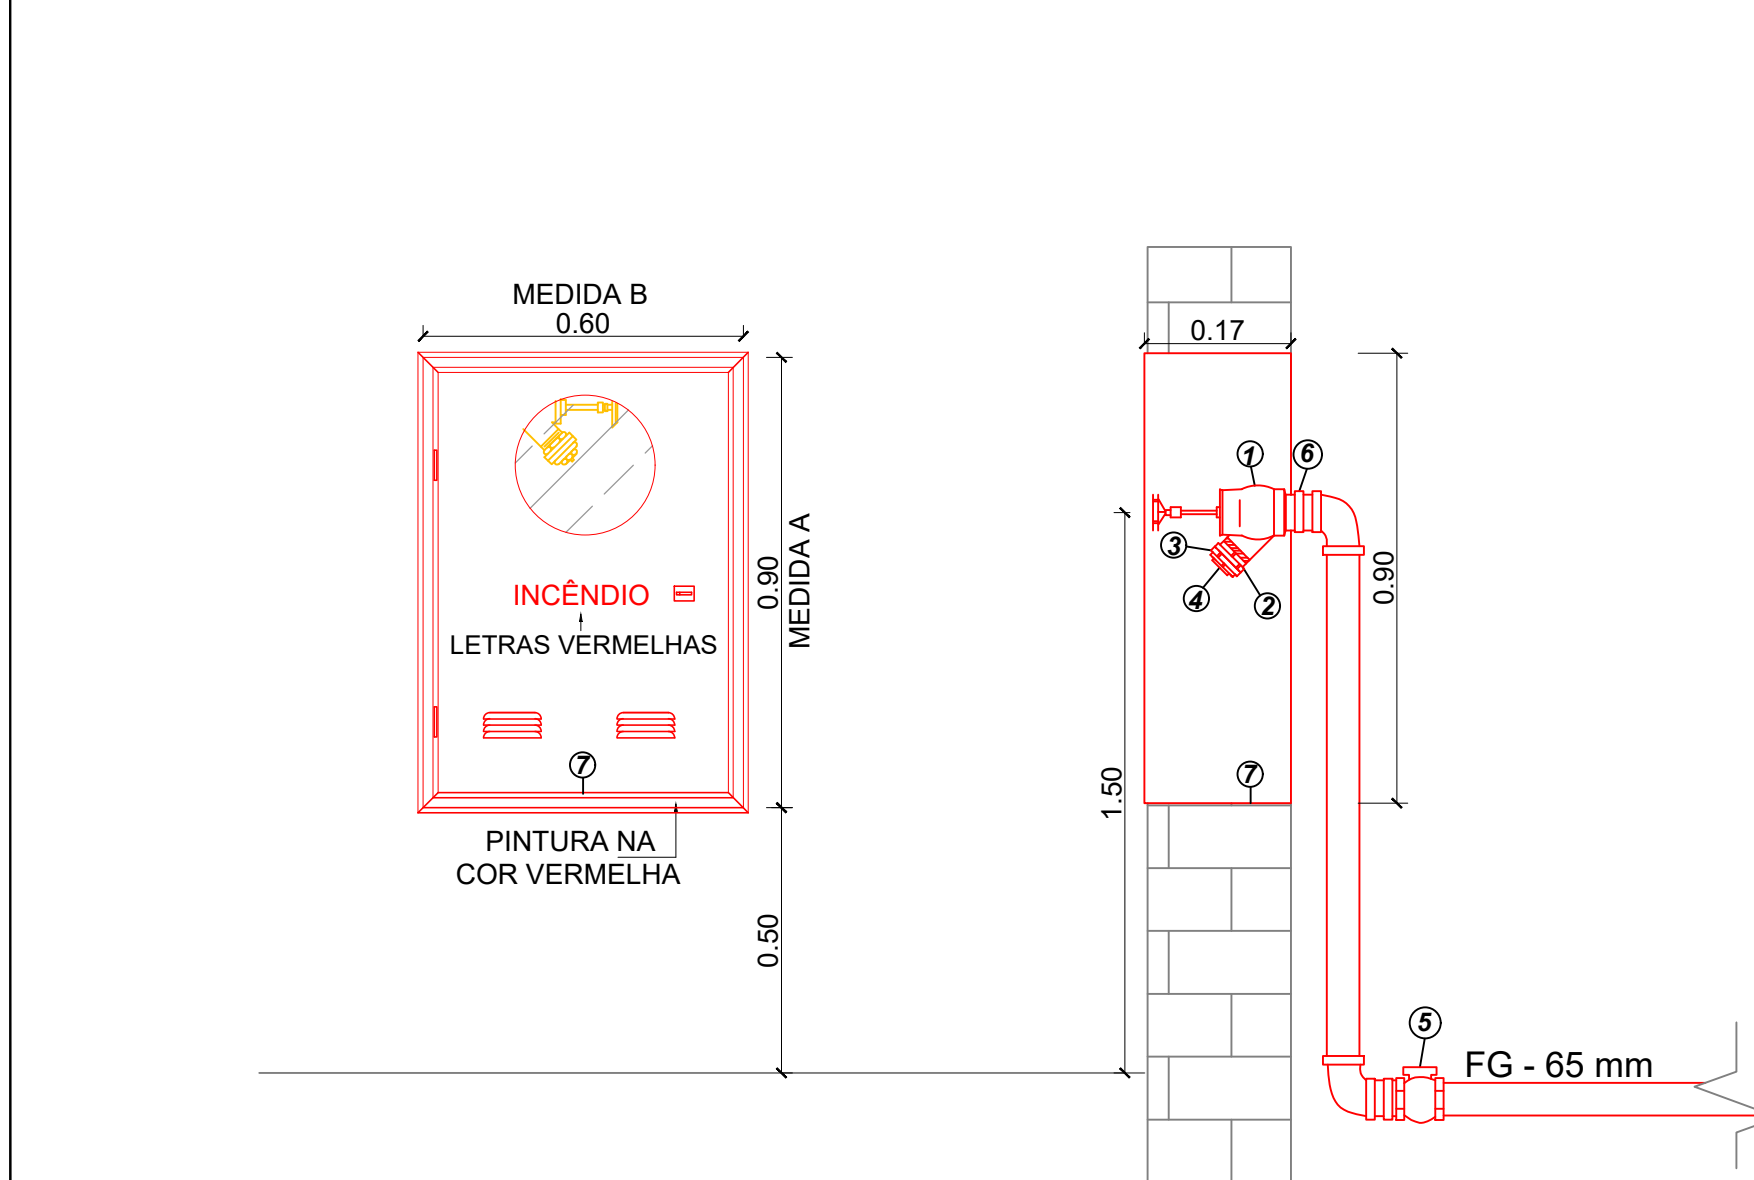 MEDIDA B
0.60
INCÊNDIO
LETRAS VERMELHAS
7
PINTURA NA
COR VERMELHA
0.90
MEDIDA A
0.50
0.17
1
6
3
4
2
0.90
7
1.50
5
FG - 65 mm